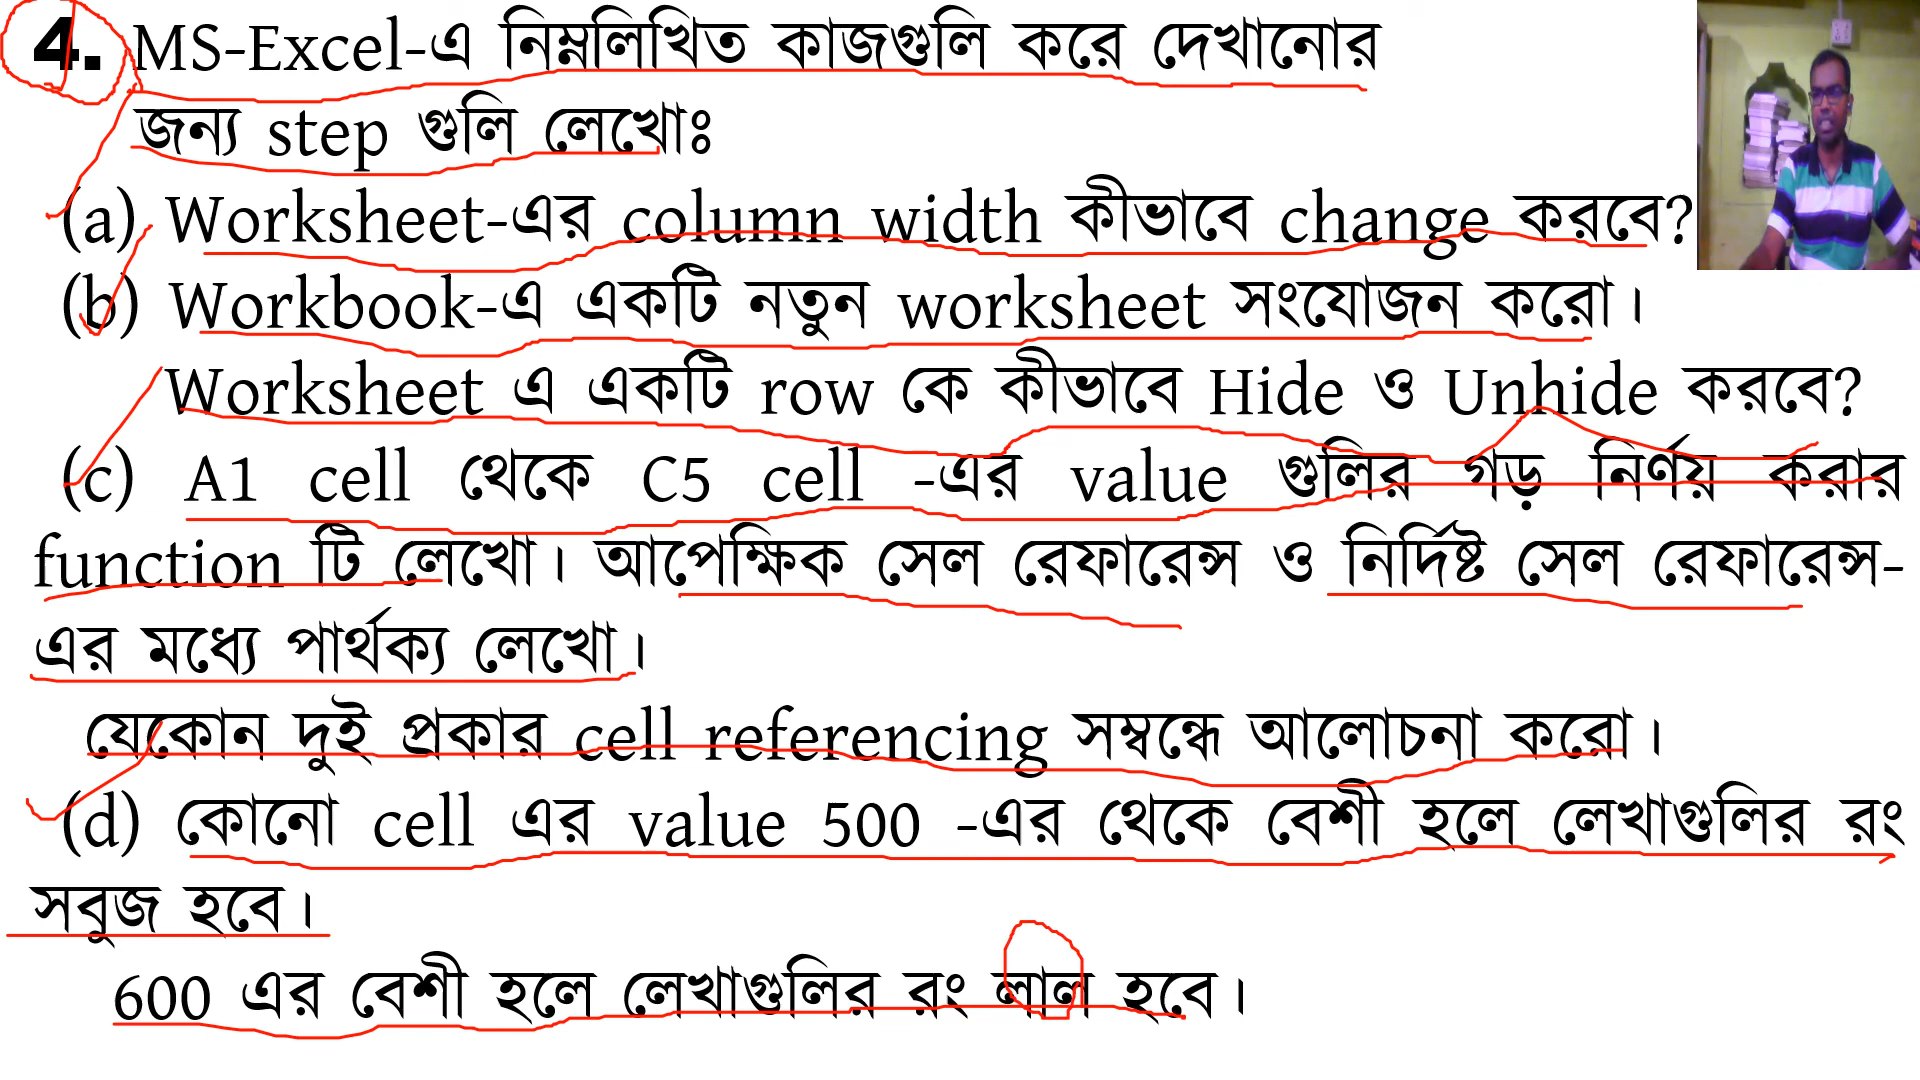 4. MS-Excel-এ নিম্নলিখিত কাজগুলি করে দেখানোর
জন্য step গুলি লেখোঃ
(a) Worksheet-এর column width কীভাবে change করবে?
(b) Workbook-এ একটি নতুন worksheet সংযোজন করো।
Worksheet এ একটি row কে কীভাবে Hide ও Unhide করবে?
(c) A1 cell থেকে C5 cell -এর value গুলির গড় নির্ণয় করার
function টি লেখো। আপেক্ষিক সেল রেফারেন্স ও নির্দিষ্ট সেল রেফারেন্স-
এর মধ্যে পার্থক্য লেখো।
যেকোন দুই প্রকার cell referencing সম্বন্ধে আলোচনা করো।
(d) কোনো cell এর value 500 -এর থেকে বেশী হলে লেখাগুলির রং
সবুজ হবে।
600 এর বেশী হলে লেখাগুলির রং লাল হবে।